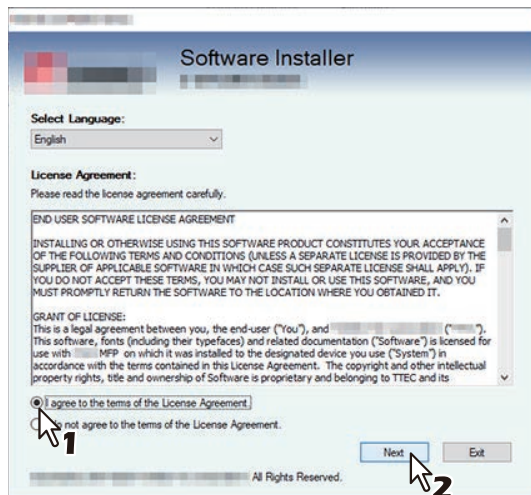 Software Installer
Select Language:
English
License Agreement:
Please read the license agreement carefully.
END USER SOFTWARE LICENSE AGREEMENT
INSTALLING OR OTHERWISE USING THIS SOFTWARE PRODUCT CONSTITUTES YOUR ACCEPTANCE
OF THE FOLLOWING TERMS AND CONDITIONS (UNLESS A SEPARATE LICENSE IS PROVIDED BY THE
SUPPLIER OF APPLICABLE SOFTWARE IN WHICH CASE SUCH SEPARATE LICENSE SHALL APPLY). IF
YOU DO NOT ACCEPT THESE TERMS, YOU MAY NOT INSTALL OR USE THIS SOFTWARE, AND YOU
MUST PROMPTLY RETURN THE SOFTWARE TO THE LOCATION WHERE YOU OBTAINED IT.
GRANT OF LICENSE:
This is a legal agreement between you, the end-user ("You"), and (" ").
This software, fonts (including their typefaces) and related documentation ("Software") is licensed for
use with MFP on which it was installed to the designated device you use ("System") in
accordance with the terms contained in this License Agreement. The copyright and other intellectual
property rights, title and ownership of Software is proprietary and belonging to TTEC and its
I agree to the terms of the License Agreement.
not agree to the terms of the License Agreement.
1
Next
Exit
2
All Rights Reserved.